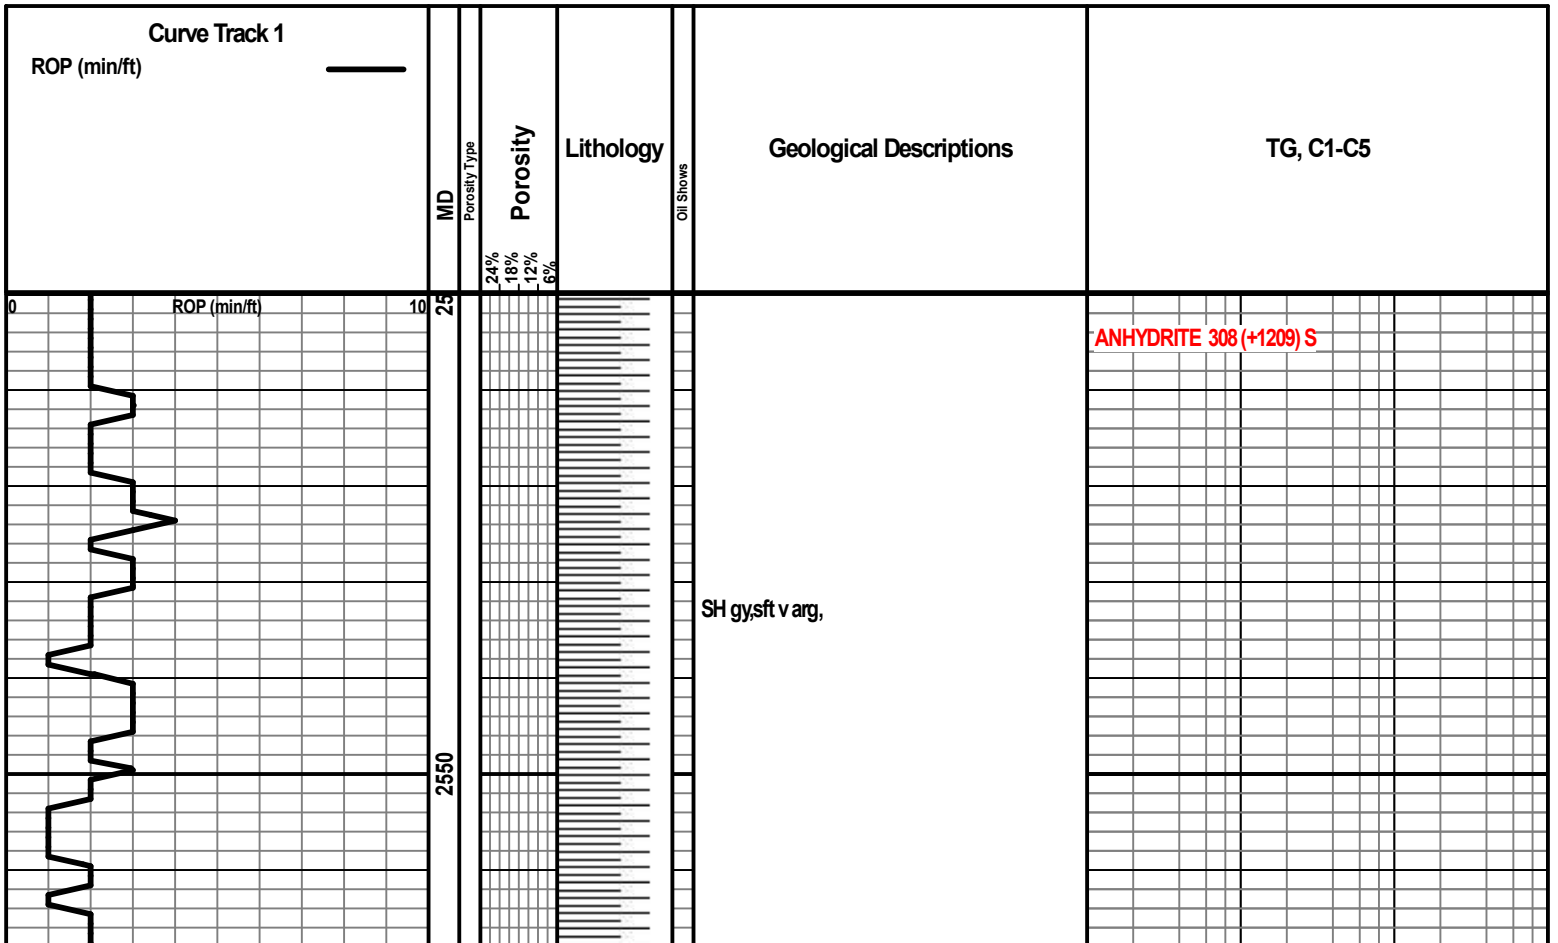 Curve Track 1
ROP (min/ft)
MD
Porosity Type
Porosity
24%
18%
12%
6%
Lithology
Oil Shows
Geological Descriptions
TG, C1-C5
0 ROP (min/ft) 10
25
ANHYDRITE 308 (+1209) S
SH gy,sft v arg,
2550